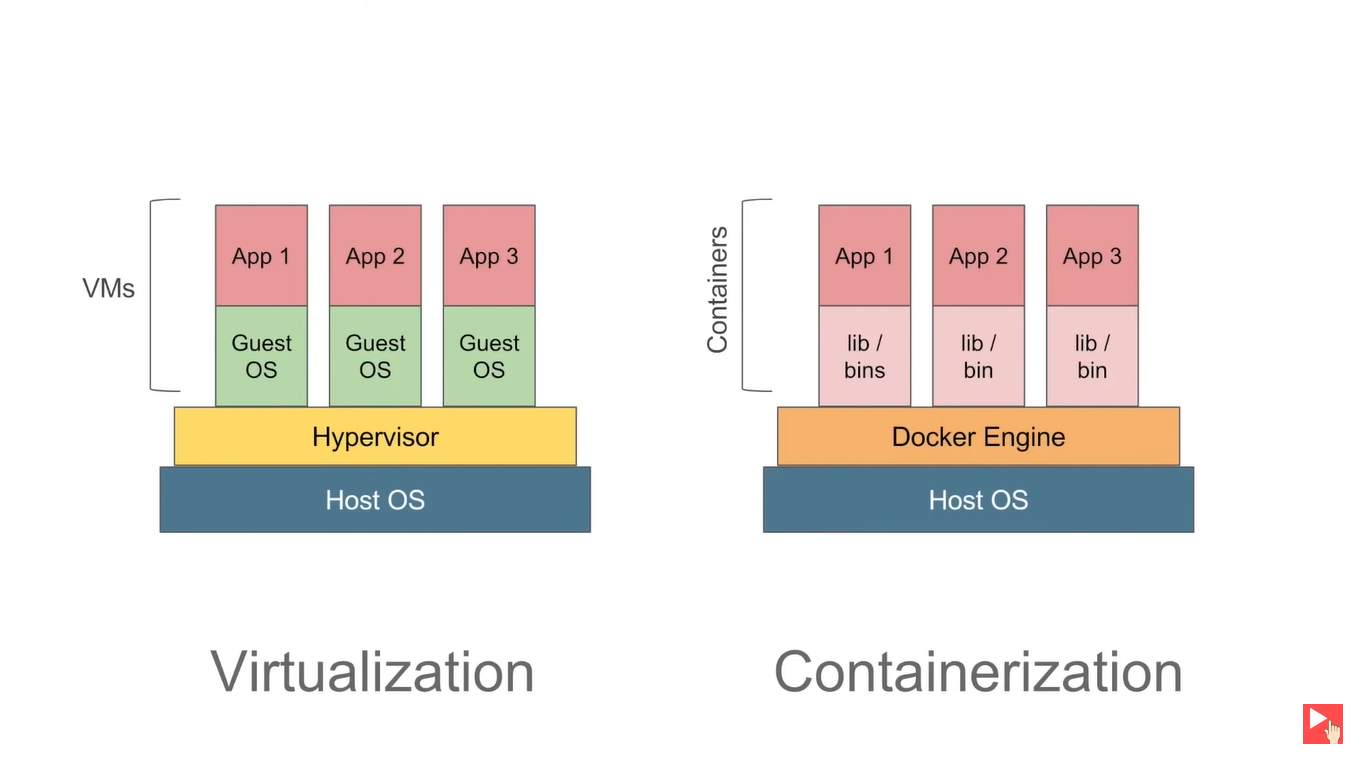 VMs
App 1
App 2
App 3
Guest
OS
Guest
OS
Guest
OS
Hypervisor
Host OS
Virtualization
Containers
App 1
App 2
App 3
lib /
bins
lib /
bin
lib /
bin
Docker Engine
Host OS
Containerization